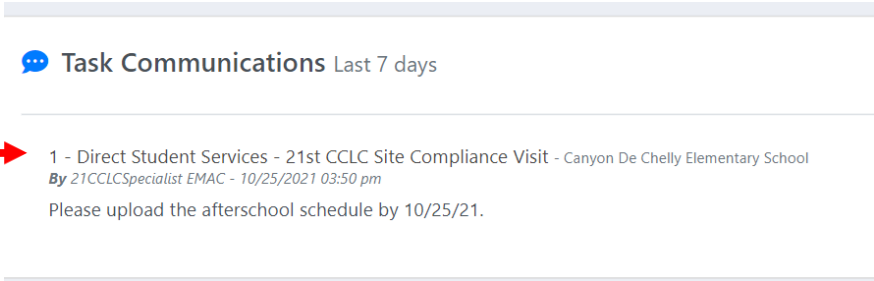 Task Communications Last 7 days
1 - Direct Student Services - 21st CCLC Site Compliance Visit - Canyon De Chelly Elementary School
By 21CCLCSpecialist EMAC - 10/25/2021 03:50 pm
Please upload the afterschool schedule by 10/25/21.